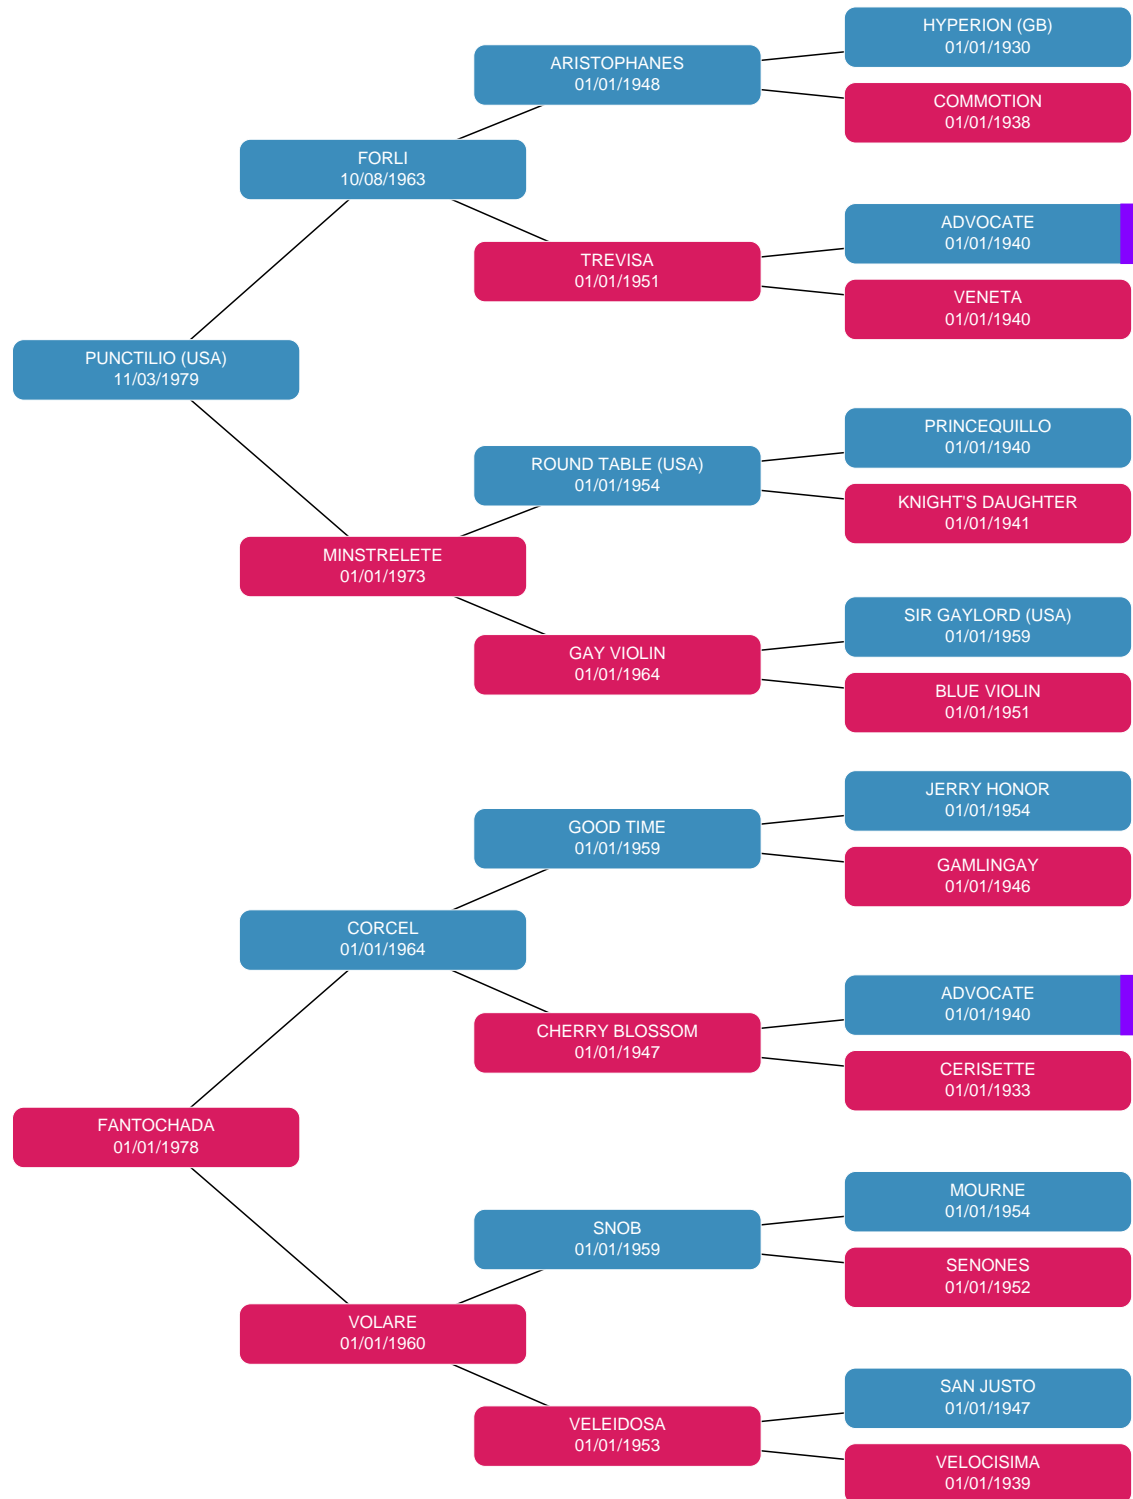 HYPERION (GB)
01/01/1930
ARISTOPHANES
01/01/1948
COMMOTION
01/01/1938
FORLI
10/08/1963
ADVOCATE
01/01/1940
TREVISA
01/01/1951
VENETA
01/01/1940
PUNCTILIO (USA)
11/03/1979
PRINCEQUILLO
01/01/1940
ROUND TABLE (USA)
01/01/1954
KNIGHT'S DAUGHTER
01/01/1941
MINSTRELETE
01/01/1973
SIR GAYLORD (USA)
01/01/1959
GAY VIOLIN
01/01/1964
BLUE VIOLIN
01/01/1951
JERRY HONOR
01/01/1954
GOOD TIME
01/01/1959
GAMLINGAY
01/01/1946
CORCEL
01/01/1964
ADVOCATE
01/01/1940
CHERRY BLOSSOM
01/01/1947
CERISETTE
01/01/1933
FANTOCHADA
01/01/1978
MOURNE
01/01/1954
SNOB
01/01/1959
SENONES
01/01/1952
VOLARE
01/01/1960
SAN JUSTO
01/01/1947
VELEIDOSA
01/01/1953
VELOCISIMA
01/01/1939